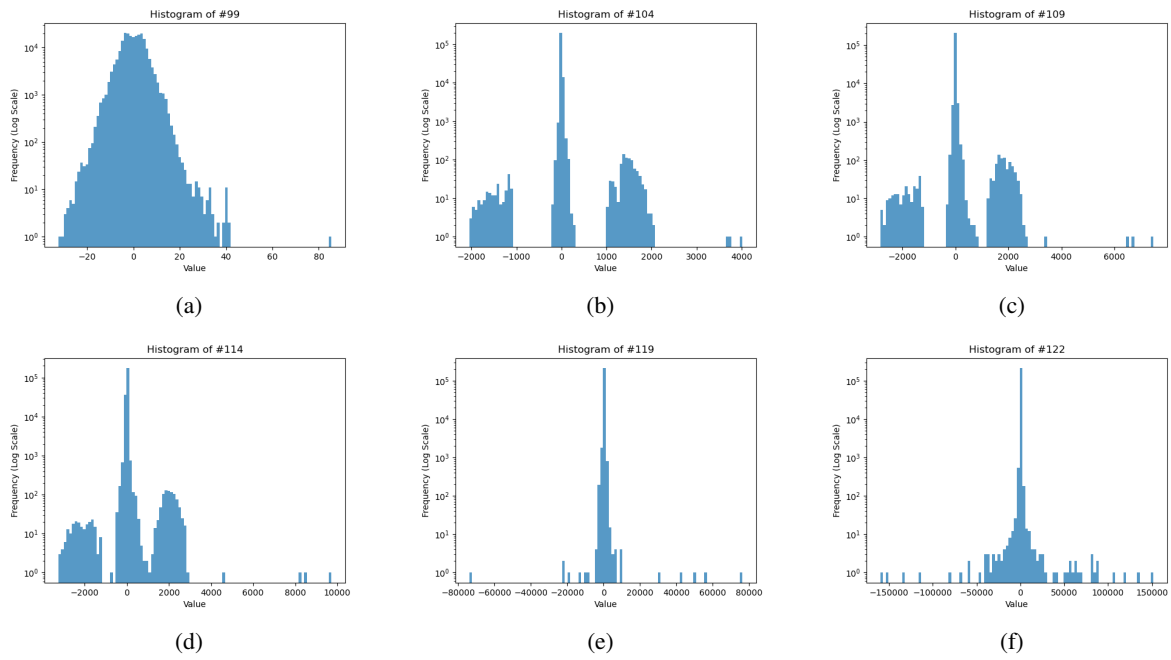 Histogram of #99
Frequency (Log Scale)
10⁴
10³
10²
10¹
10⁰
−20 0 20 40 60 80
Value
(a)
Histogram of #104
Frequency (Log Scale)
10⁵
10⁴
10³
10²
10¹
10⁰
−2000 −1000 0 1000 2000 3000 4000
Value
(b)
Histogram of #109
Frequency (Log Scale)
10⁵
10⁴
10³
10²
10¹
10⁰
−2000 0 2000 4000 6000
Value
(c)
Histogram of #114
Frequency (Log Scale)
10⁵
10⁴
10³
10²
10¹
10⁰
−2000 0 2000 4000 6000 8000 10000
Value
(d)
Histogram of #119
Frequency (Log Scale)
10⁵
10⁴
10³
10²
10¹
10⁰
−80000 −60000 −40000 −20000 0 20000 40000 60000 80000
Value
(e)
Histogram of #122
Frequency (Log Scale)
10⁵
10⁴
10³
10²
10¹
10⁰
−150000 −100000 −50000 0 50000 100000 150000
Value
(f)